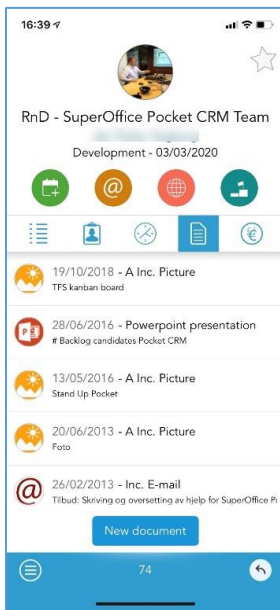 16:39
RnD - SuperOffice Pocket CRM Team
Development - 03/03/2020
19/10/2018 - A Inc. Picture
TFS kanban board
28/06/2016 - Powerpoint presentation
# Backlog candidates Pocket CRM
13/05/2016 - A Inc. Picture
Stand Up Pocket
20/06/2013 - A Inc. Picture
Foto
26/02/2013 - Inc. E-mail
Tilbud: Skriving og oversetting av hjelp for SuperOffice P
New document
74